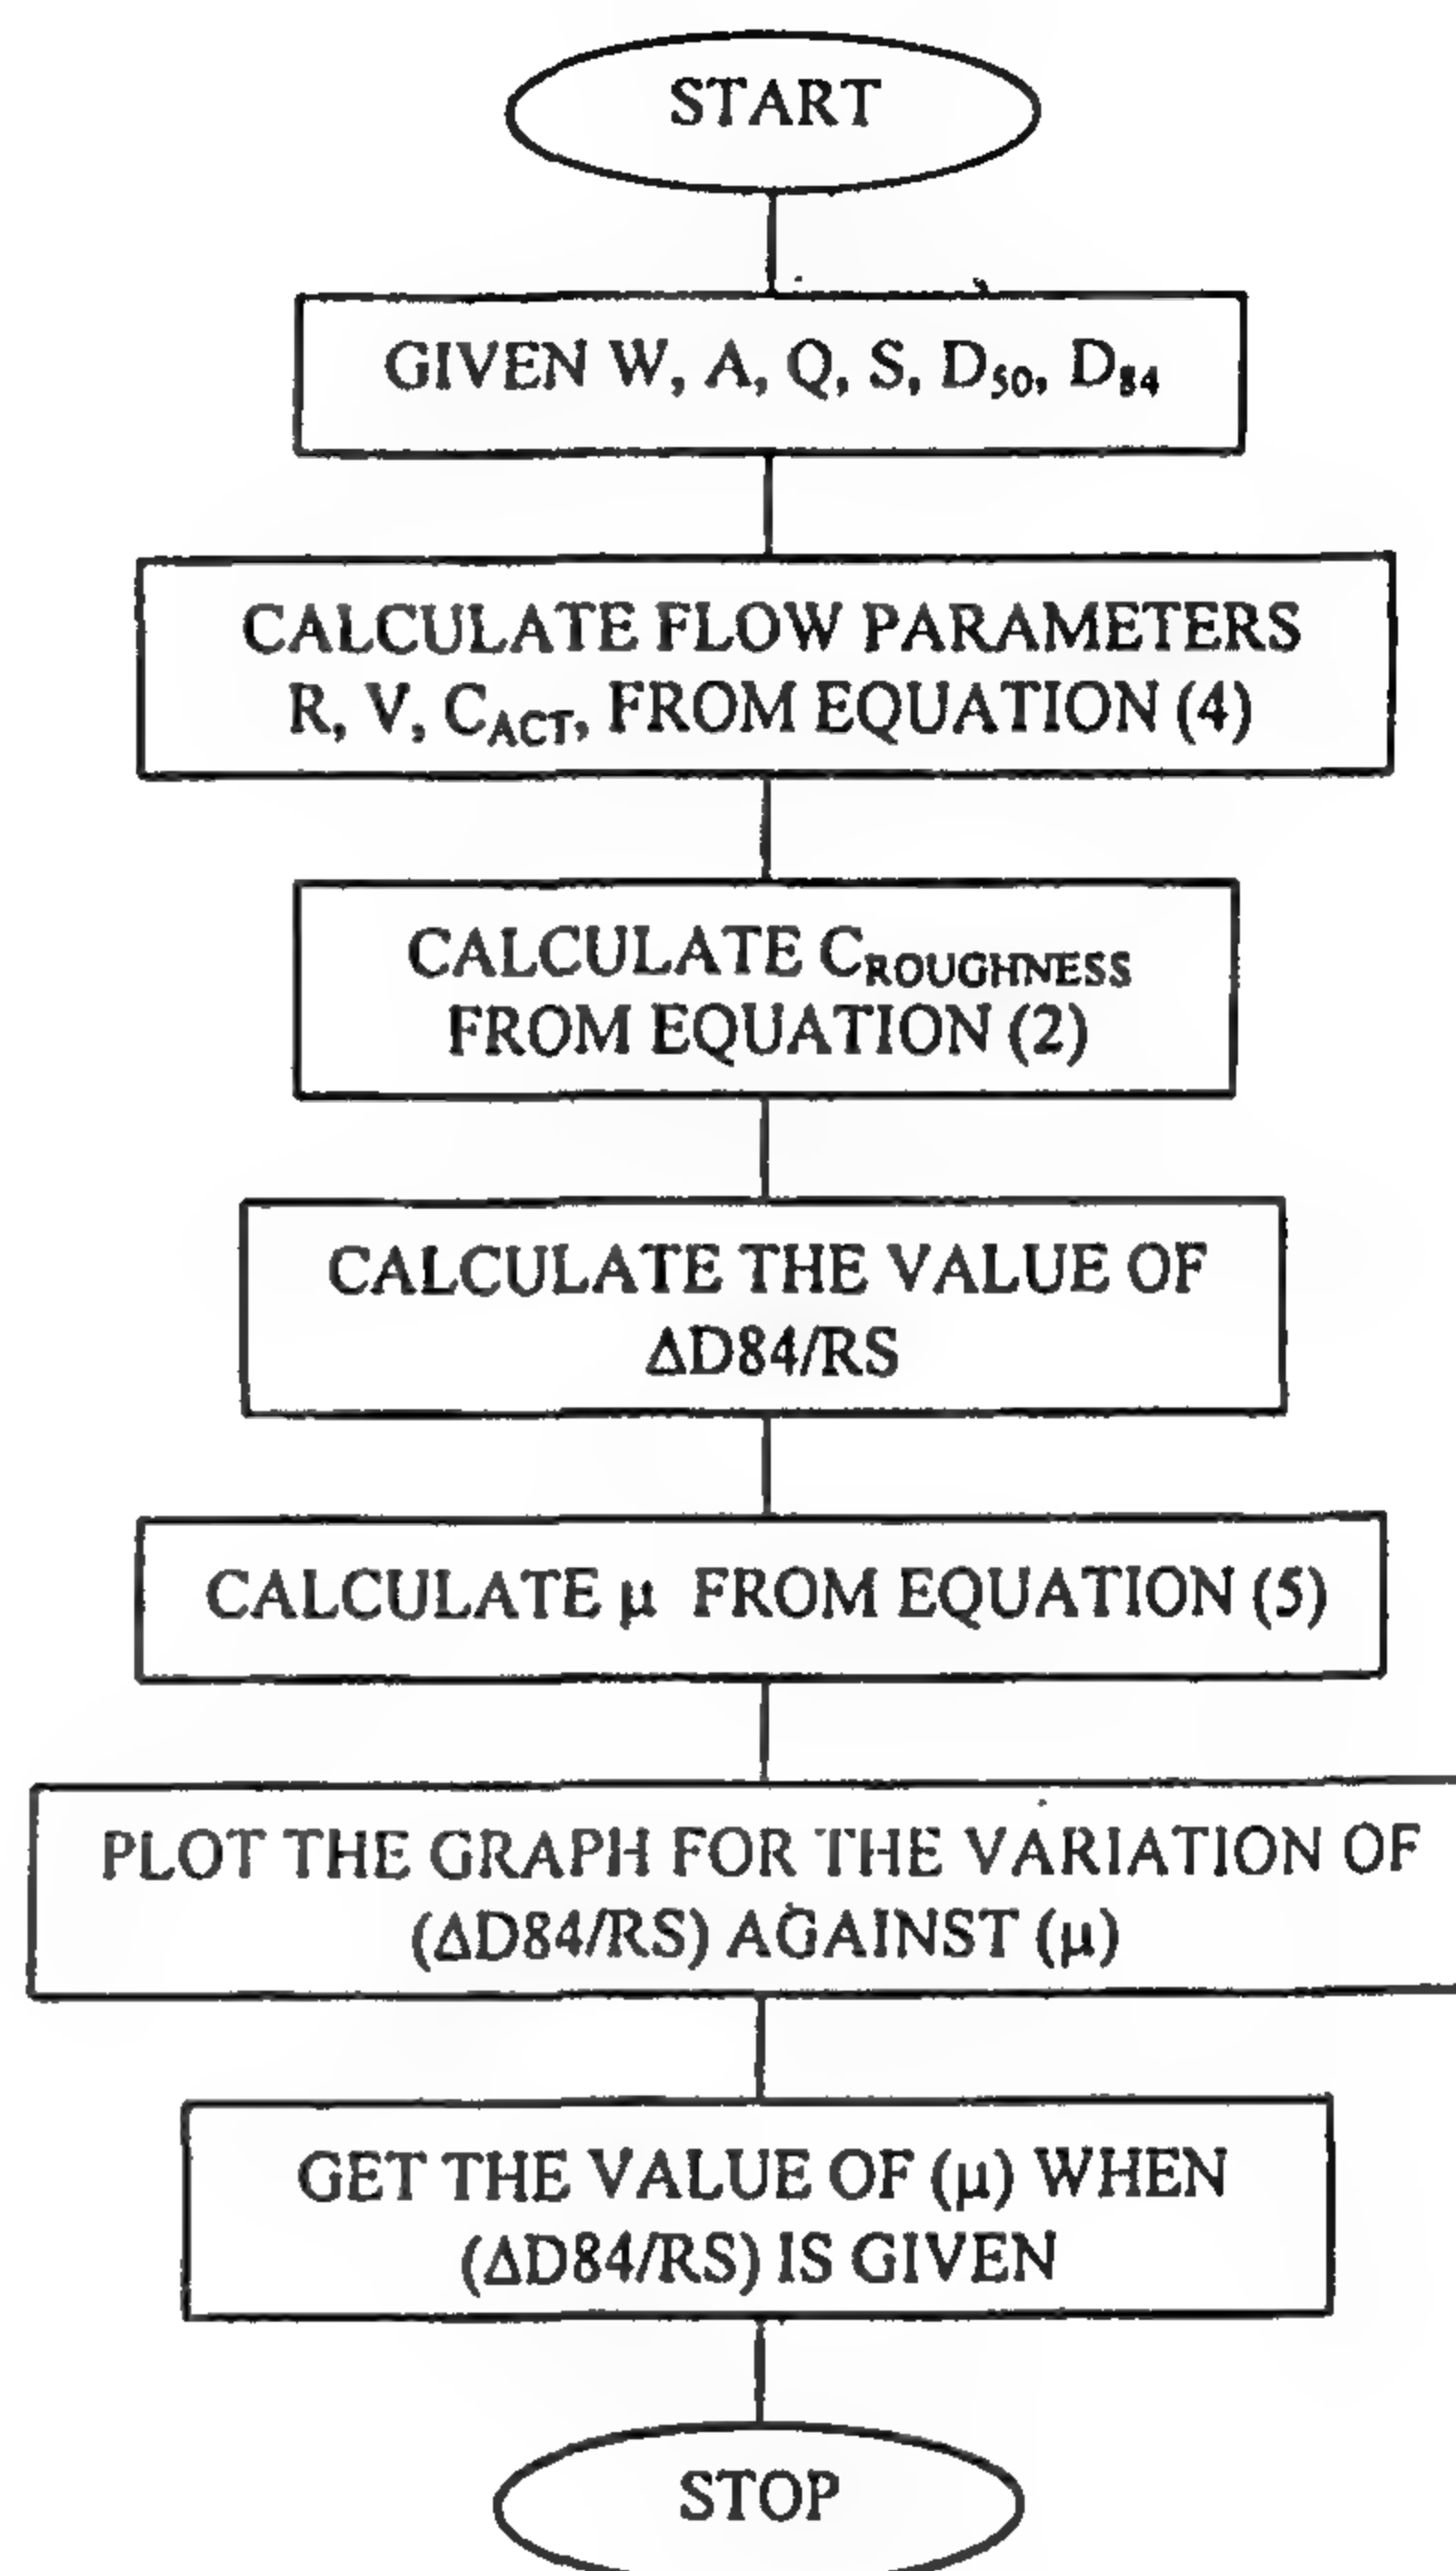 START
GIVEN W, A, Q, S, D50, D84
CALCULATE FLOW PARAMETERS
R, V, CACT, FROM EQUATION (4)
CALCULATE CROUGHNESS
FROM EQUATION (2)
CALCULATE THE VALUE OF
ΔD84/RS
CALCULATE μ FROM EQUATION (5)
PLOT THE GRAPH FOR THE VARIATION OF
(ΔD84/RS) AGAINST (μ)
GET THE VALUE OF (μ) WHEN
(ΔD84/RS) IS GIVEN
STOP